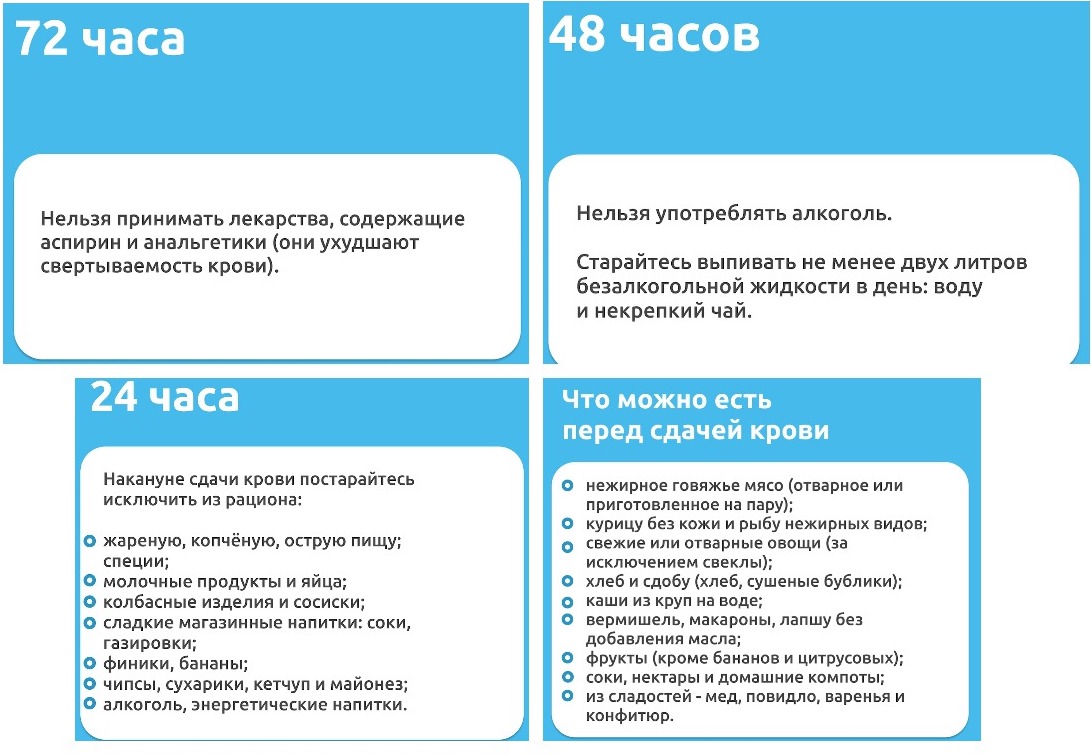 72 часа
Нельзя принимать лекарства, содержащие
аспирин и анальгетики (они ухудшают
свертываемость крови).
48 часов
Нельзя употреблять алкоголь.
Старайтесь выпивать не менее двух литров
безалкогольной жидкости в день: воду
и некрепкий чай.
24 часа
Накануне сдачи крови постарайтесь
исключить из рациона:
жареную, копчёную, острую пищу;
специи;
молочные продукты и яйца;
колбасные изделия и сосиски;
сладкие магазинные напитки: соки,
газировки;
финики, бананы;
чипсы, сухарики, кетчуп и майонез;
алкоголь, энергетические напитки.
Что можно есть
перед сдачей крови
нежирное говяжье мясо (отварное или
приготовленное на пару);
курицу без кожи и рыбу нежирных видов;
свежие или отварные овощи (за
исключением свеклы);
хлеб и сдобу (хлеб, сушеные бублики);
каши из круп на воде;
вермишель, макароны, лапшу без
добавления масла;
фрукты (кроме бананов и цитрусовых);
соки, нектары и домашние компоты;
из сладостей - мед, повидло, варенья и
конфитюр.